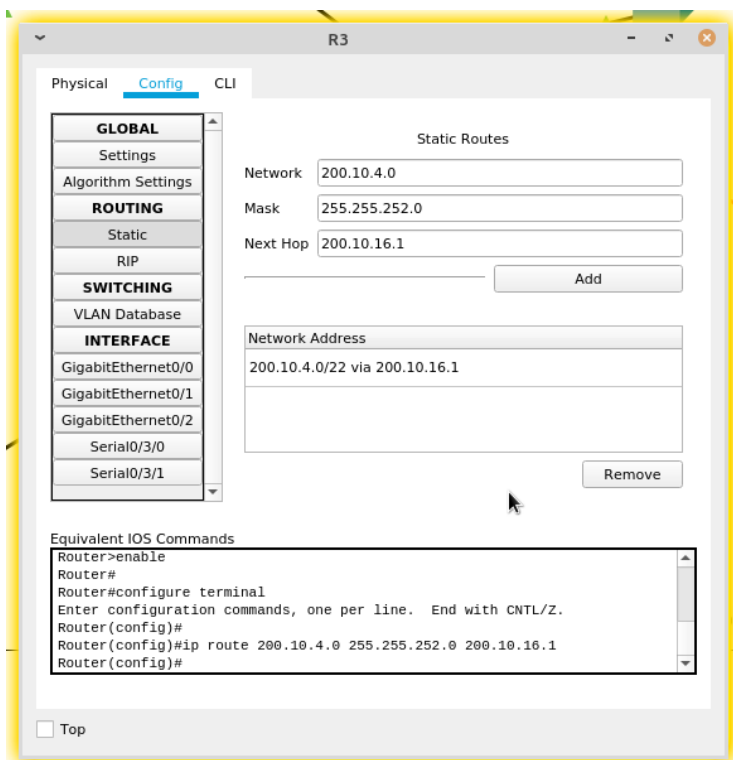 R3
Physical Config CLI
GLOBAL
Settings
Algorithm Settings
ROUTING
Static
RIP
SWITCHING
VLAN Database
INTERFACE
GigabitEthernet0/0
GigabitEthernet0/1
GigabitEthernet0/2
Serial0/3/0
Serial0/3/1
Static Routes
Network 200.10.4.0
Mask 255.255.252.0
Next Hop 200.10.16.1
Add
Network Address
200.10.4.0/22 via 200.10.16.1
Remove
Equivalent IOS Commands
Router>enable
Router#
Router#configure terminal
Enter configuration commands, one per line.  End with CNTL/Z.
Router(config)#
Router(config)#ip route 200.10.4.0 255.255.252.0 200.10.16.1
Router(config)#
Top